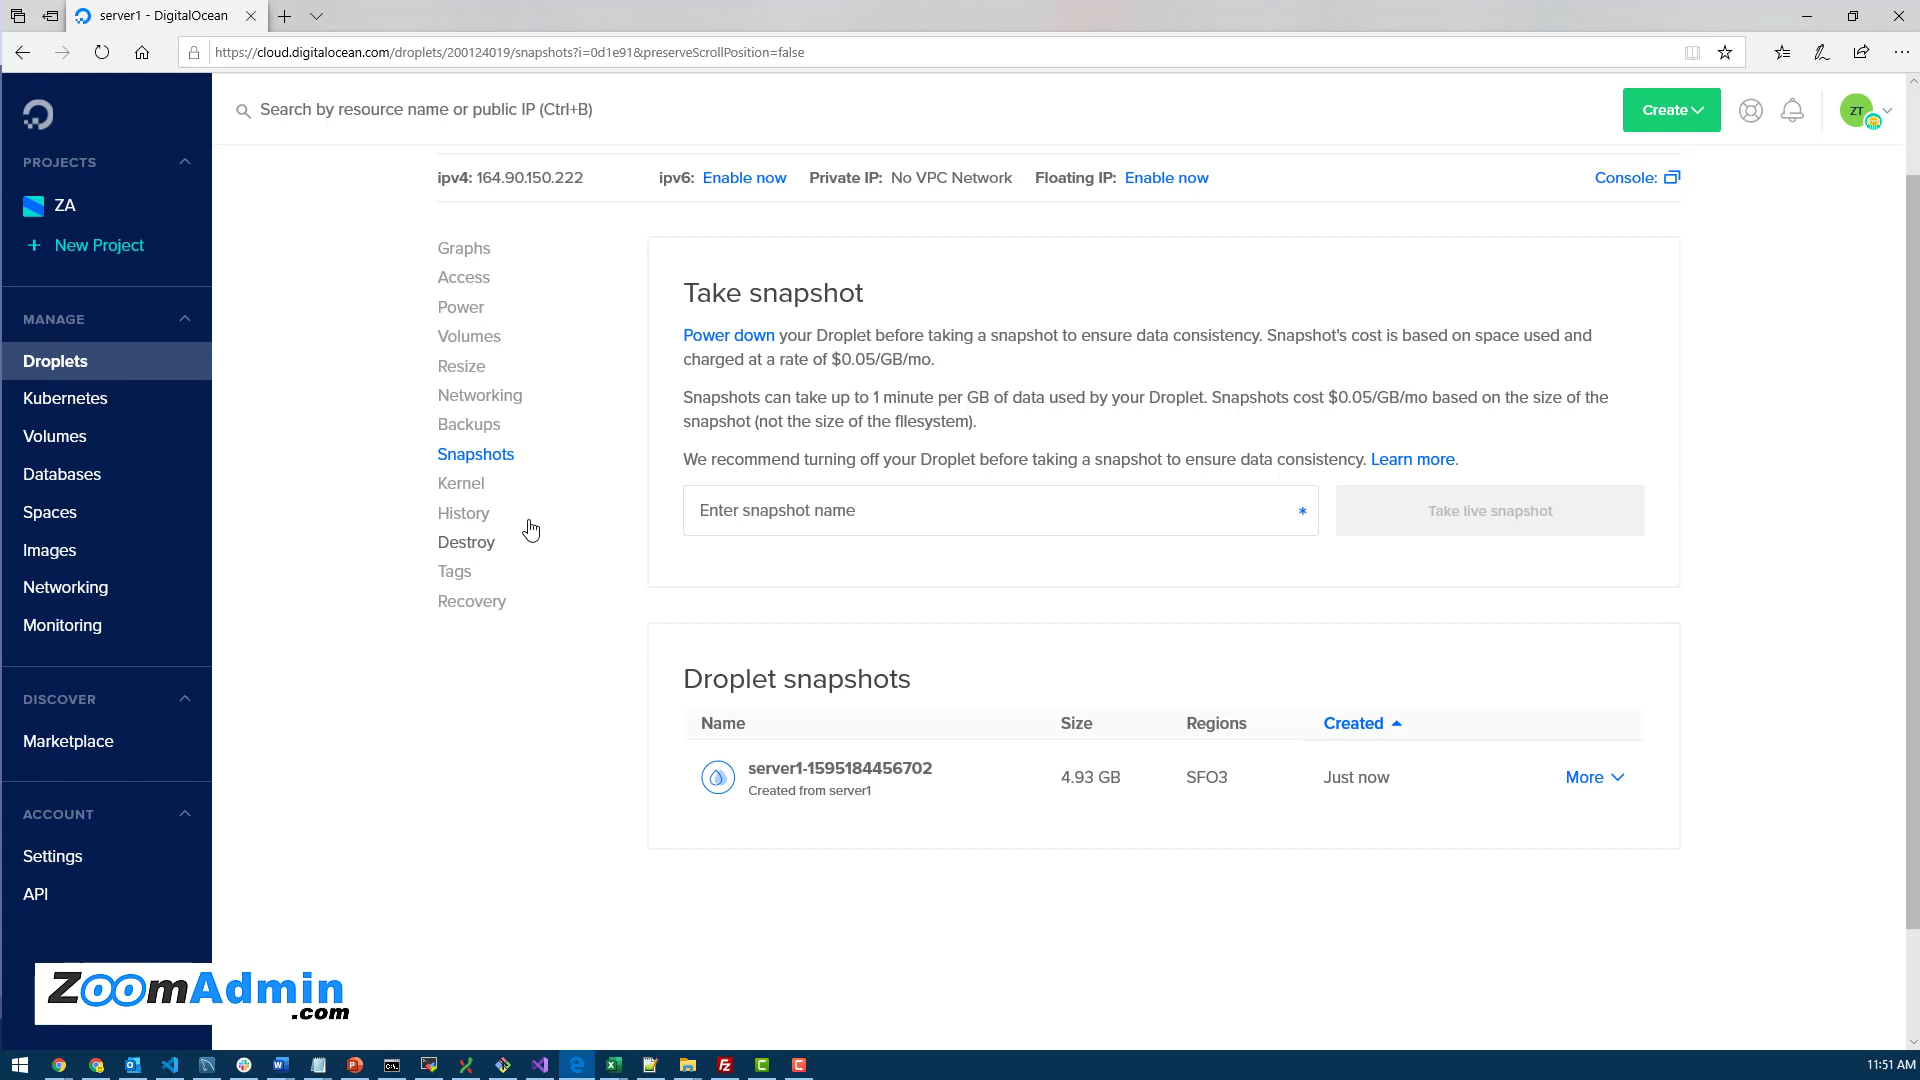 server1 - DigitalOcean
https://cloud.digitalocean.com/droplets/200124019/snapshots?i=0d1e91&preserveScrollPosition=false
Search by resource name or public IP (Ctrl+B)
Create
ZT
PROJECTS
ZA
+ New Project
MANAGE
Droplets
Kubernetes
Volumes
Databases
Spaces
Images
Networking
Monitoring
DISCOVER
Marketplace
ACCOUNT
Settings
API
ipv4: 164.90.150.222
ipv6: Enable now
Private IP: No VPC Network
Floating IP: Enable now
Console:
Graphs
Access
Power
Volumes
Resize
Networking
Backups
Snapshots
Kernel
History
Destroy
Tags
Recovery
Take snapshot
Power down your Droplet before taking a snapshot to ensure data consistency. Snapshot's cost is based on space used and
charged at a rate of $0.05/GB/mo.
Snapshots can take up to 1 minute per GB of data used by your Droplet. Snapshots cost $0.05/GB/mo based on the size of the
snapshot (not the size of the filesystem).
We recommend turning off your Droplet before taking a snapshot to ensure data consistency. Learn more.
Enter snapshot name *
Take live snapshot
Droplet snapshots
Name Size Regions Created
server1-1595184456702 4.93 GB SFO3 Just now More
Created from server1
ZoomAdmin
.com
11:51 AM